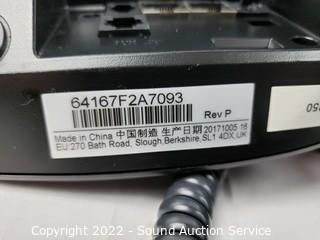 64167F2A7093
Rev P
Made in China 中国制造 生产日期 20171005 16
EU 270 Bath Road, Slough,Berkshire,SL1 4DX,UK
Copyright 2022 - Sound Auction Service